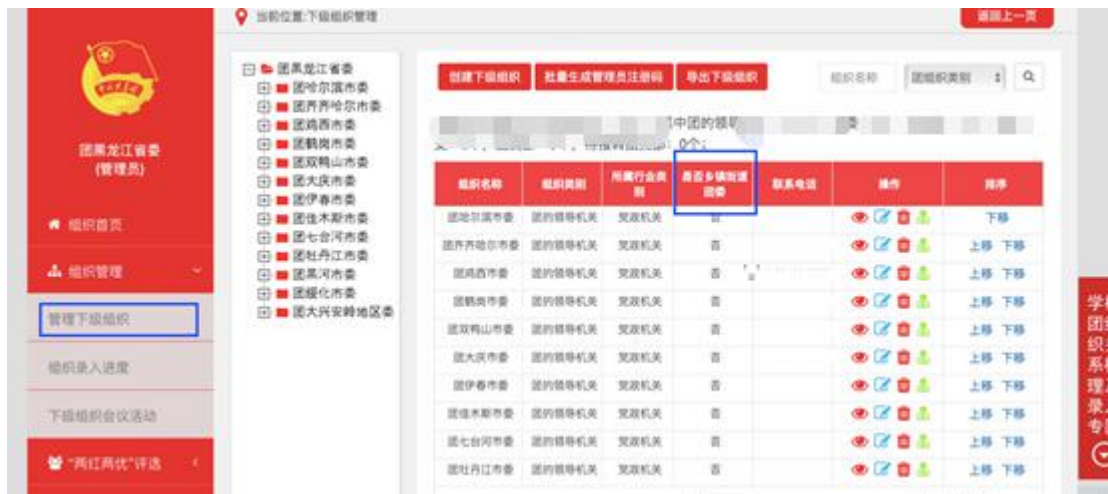 当前位置:下级组织管理
返回上一页
团黑龙江省委
(管理员)
组织首页
组织管理
管理下级组织
组织录入进度
下级组织会议活动
"两红两优"评选
团黑龙江省委
团哈尔滨市委
团齐齐哈尔市委
团鸡西市委
团鹤岗市委
团双鸭山市委
团大庆市委
团伊春市委
团佳木斯市委
团七台河市委
团牡丹江市委
团黑河市委
团绥化市委
团大兴安岭地区委
创建下级组织 批量生成管理员注册码 导出下级组织 组织名称 团组织类别
中团的领导
0个;
组织名称 组织类别 所属行业类别 是否乡镇街道团委 联系电话 操作 排序
团哈尔滨市委 团的领导机关 党政机关 否 下移
团齐齐哈尔市委 团的领导机关 党政机关 否 上移 下移
团鸡西市委 团的领导机关 党政机关 否 上移 下移
团鹤岗市委 团的领导机关 党政机关 否 上移 下移
团双鸭山市委 团的领导机关 党政机关 否 上移 下移
团大庆市委 团的领导机关 党政机关 否 上移 下移
团伊春市委 团的领导机关 党政机关 否 上移 下移
团佳木斯市委 团的领导机关 党政机关 否 上移 下移
团七台河市委 团的领导机关 党政机关 否 上移 下移
团牡丹江市委 团的领导机关 党政机关 否 上移 下移